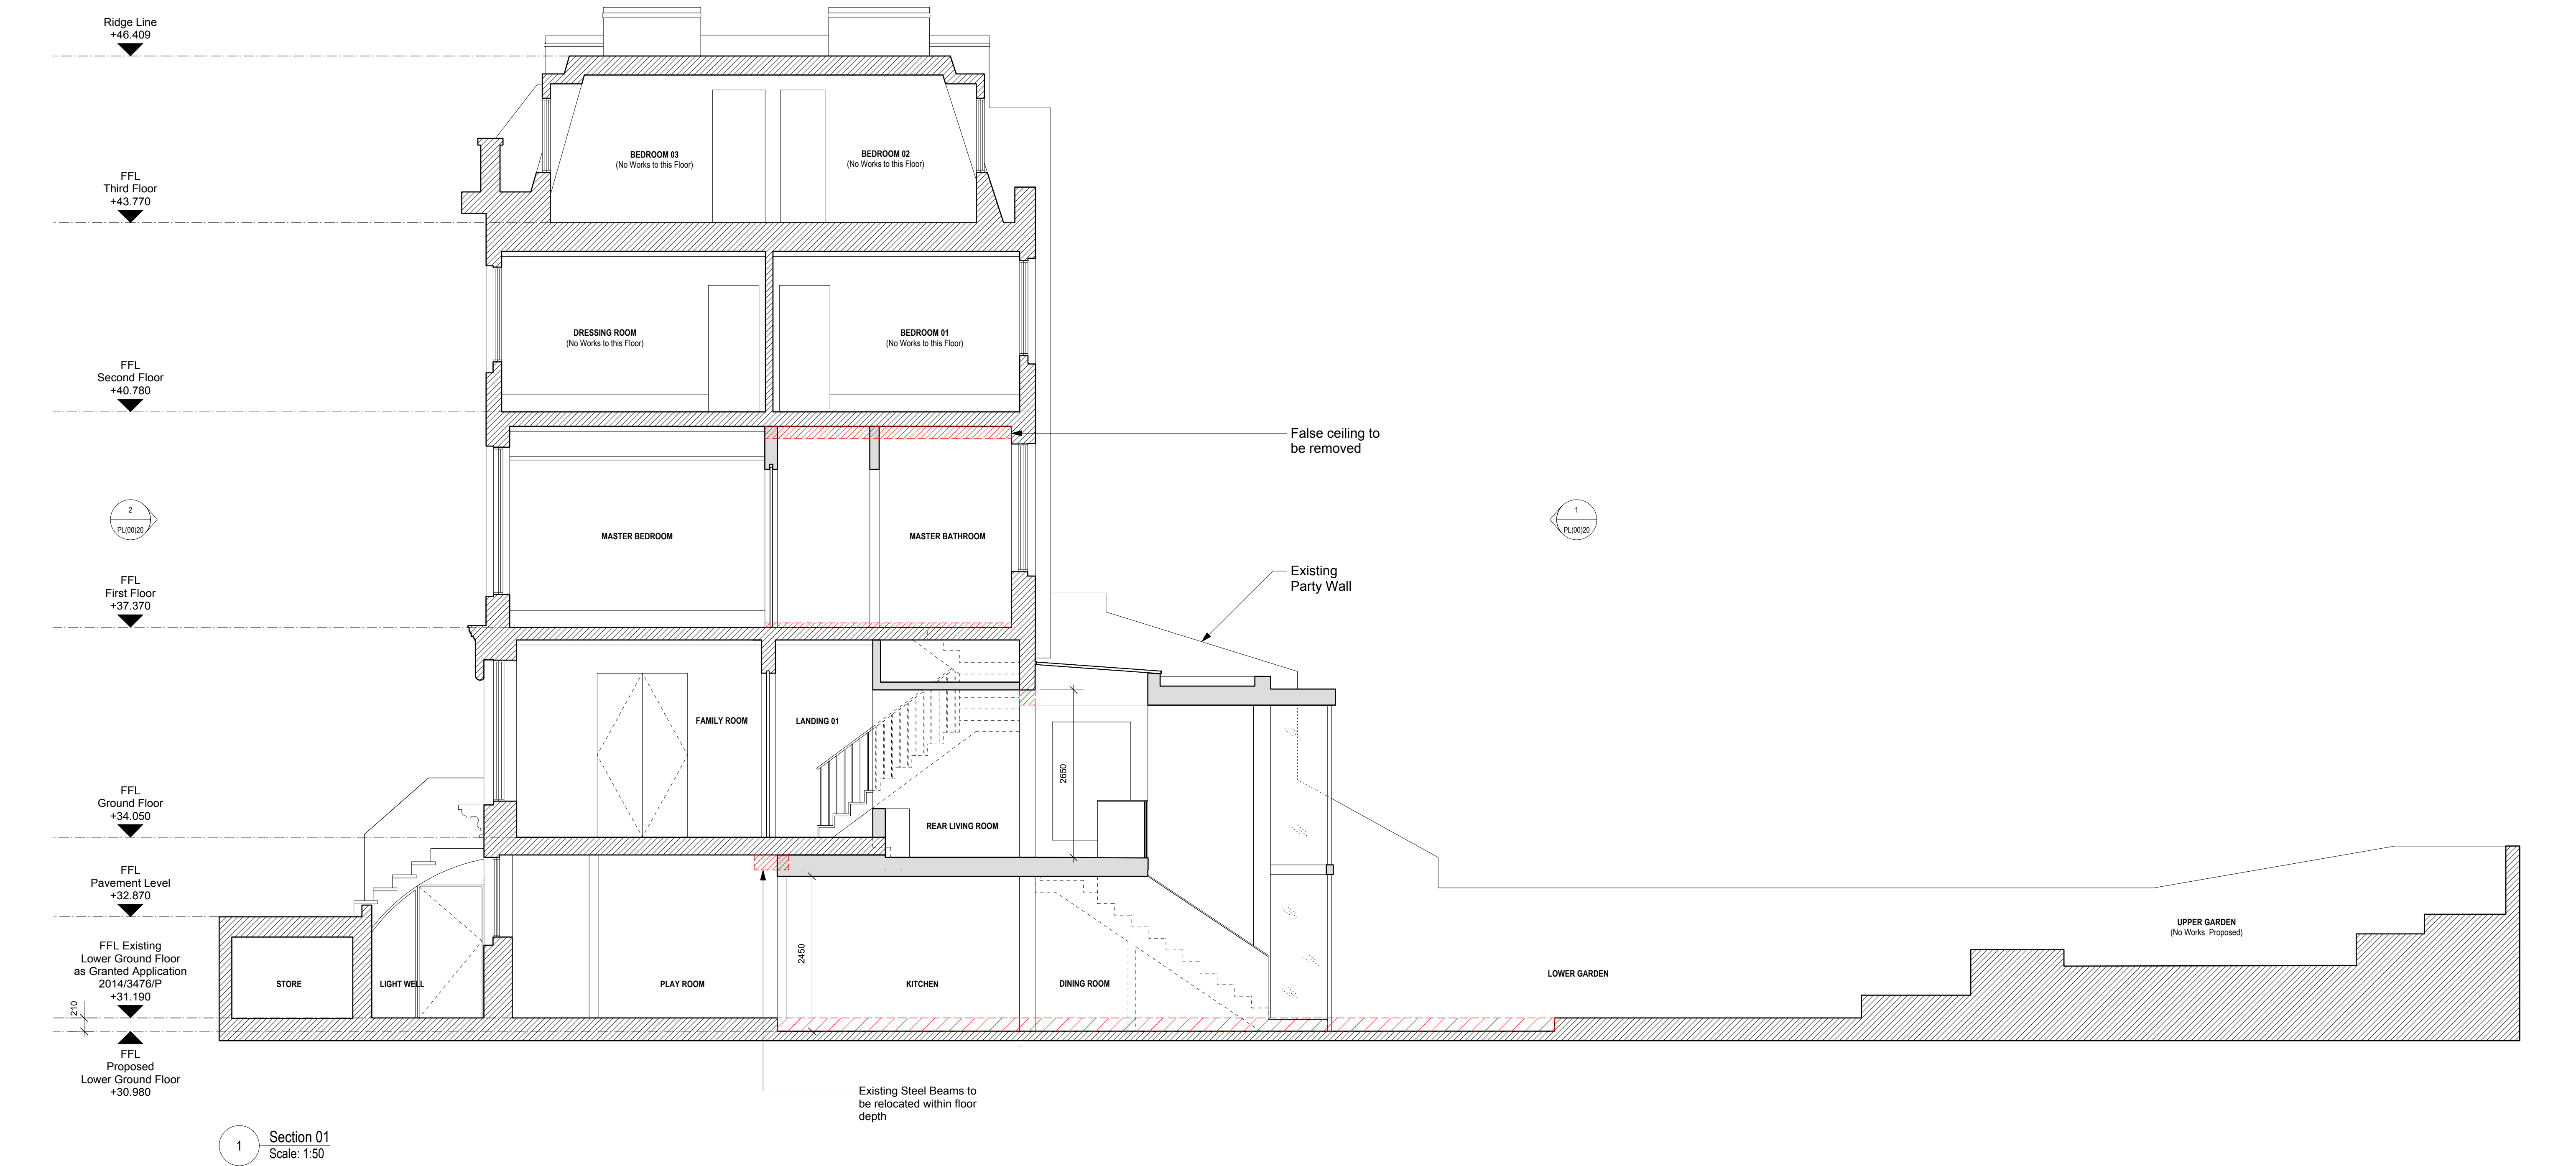 Ridge Line
+46.409
BEDROOM 03
(No Works to this Floor)
BEDROOM 02
(No Works to this Floor)
FFL
Third Floor
+43.770
DRESSING ROOM
(No Works to this Floor)
BEDROOM 01
(No Works to this Floor)
FFL
Second Floor
+40.780
False ceiling to
be removed
2
PL(00)20
1
PL(00)20
MASTER BEDROOM
MASTER BATHROOM
Existing
Party Wall
FFL
First Floor
+37.370
FAMILY ROOM
LANDING 01
2650
FFL
Ground Floor
+34.050
REAR LIVING ROOM
FFL
Pavement Level
+32.870
UPPER GARDEN
(No Works Proposed)
FFL Existing
Lower Ground Floor
as Granted Application
2014/3476/P
+31.190
2450
LOWER GARDEN
STORE
LIGHT WELL
PLAY ROOM
KITCHEN
DINING ROOM
210
FFL
Proposed
Lower Ground Floor
+30.980
Existing Steel Beams to
be relocated within floor
depth
1
Section 01
Scale: 1:50